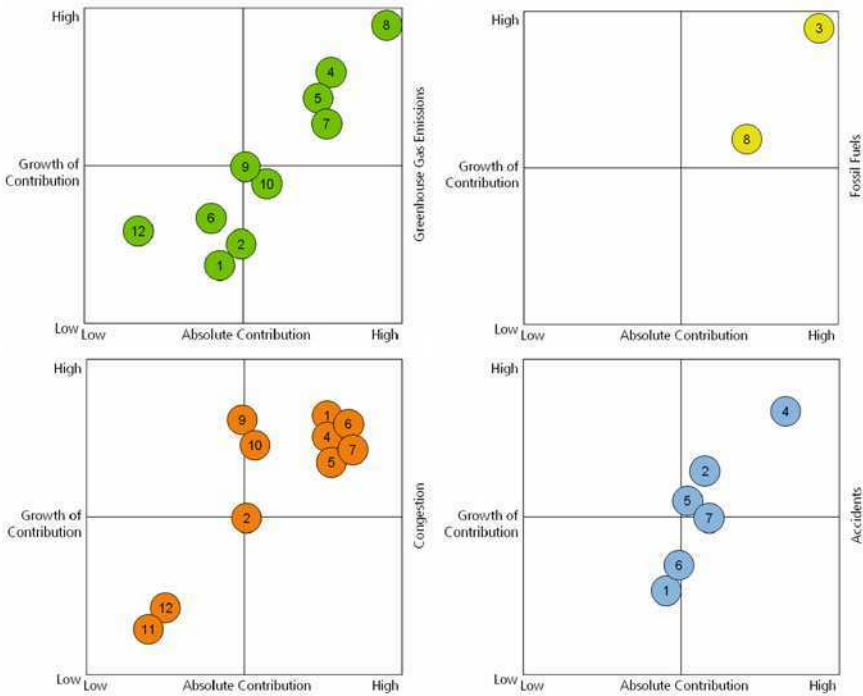 High
8
4
5
7
9
10
6
12
2
1
Growth of
Contribution
Low
Low
Absolute Contribution
High
Greenhouse Gas Emissions
High
3
8
Growth of
Contribution
Low
Low
Absolute Contribution
High
Fossil Fuels
High
9
10
1
6
4
7
5
2
12
11
Growth of
Contribution
Low
Low
Absolute Contribution
High
Congestion
High
4
2
5
7
6
1
Growth of
Contribution
Low
Low
Absolute Contribution
High
Accidents